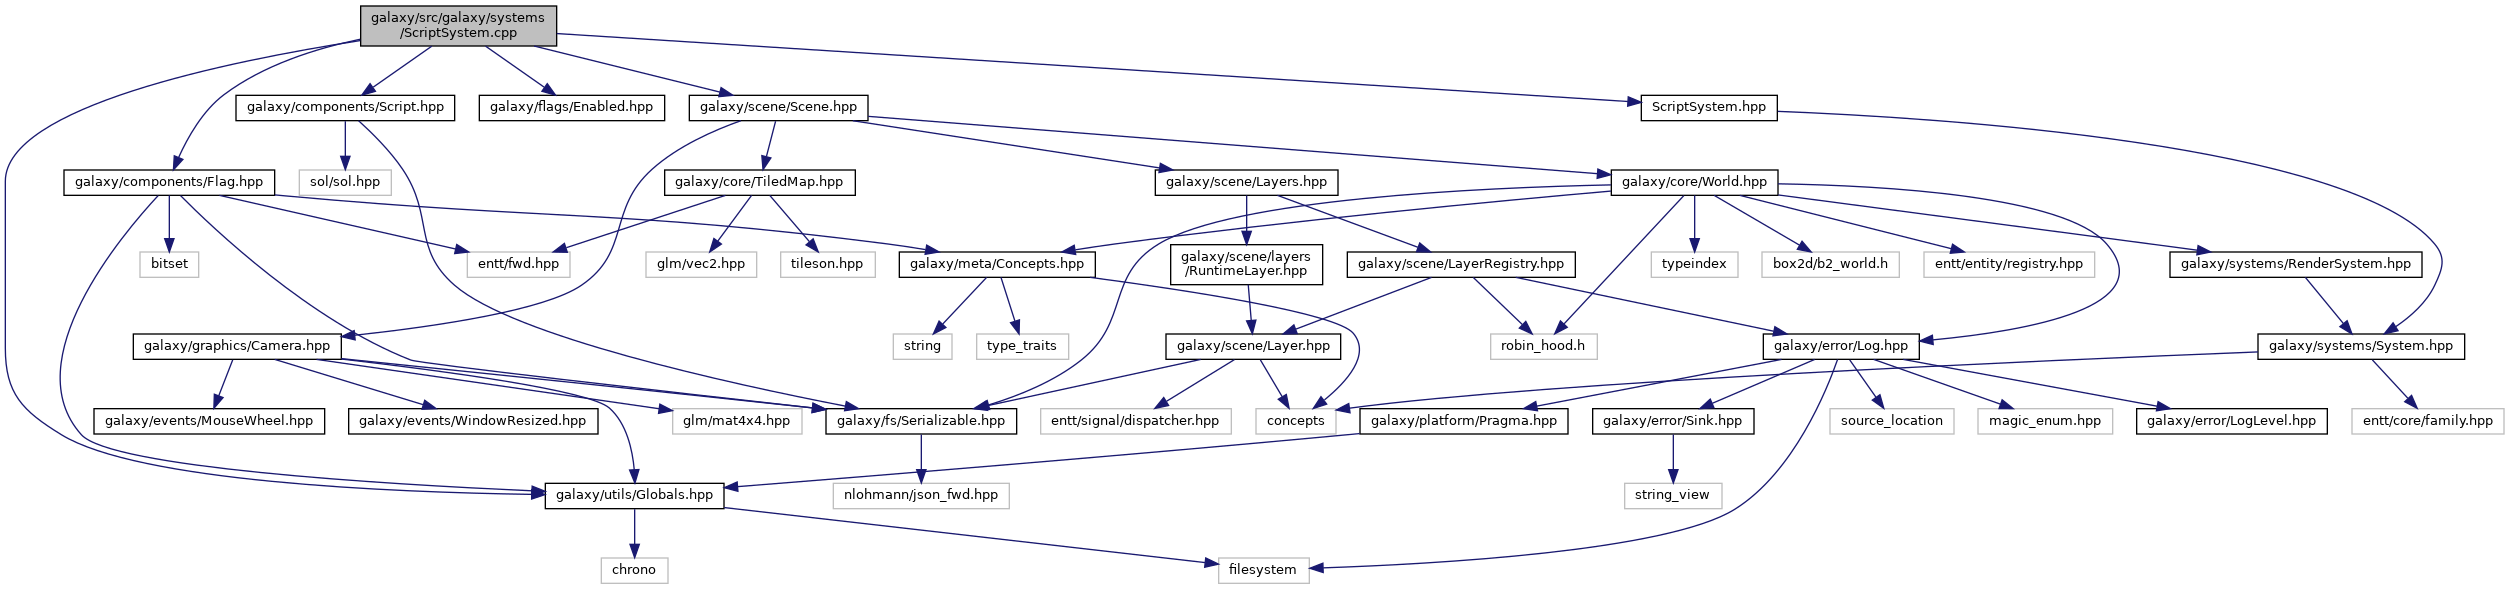 galaxy/src/galaxy/systems
/ScriptSystem.cpp
galaxy/components/Script.hpp
galaxy/flags/Enabled.hpp
galaxy/scene/Scene.hpp
ScriptSystem.hpp
galaxy/components/Flag.hpp
sol/sol.hpp
galaxy/core/TiledMap.hpp
galaxy/scene/Layers.hpp
galaxy/core/World.hpp
bitset
entt/fwd.hpp
glm/vec2.hpp
tileson.hpp
galaxy/meta/Concepts.hpp
galaxy/scene/layers
/RuntimeLayer.hpp
galaxy/scene/LayerRegistry.hpp
typeindex
box2d/b2_world.h
entt/entity/registry.hpp
galaxy/systems/RenderSystem.hpp
galaxy/graphics/Camera.hpp
string
type_traits
galaxy/scene/Layer.hpp
robin_hood.h
galaxy/error/Log.hpp
galaxy/systems/System.hpp
galaxy/events/MouseWheel.hpp
galaxy/events/WindowResized.hpp
glm/mat4x4.hpp
galaxy/fs/Serializable.hpp
entt/signal/dispatcher.hpp
concepts
galaxy/platform/Pragma.hpp
galaxy/error/Sink.hpp
source_location
magic_enum.hpp
galaxy/error/LogLevel.hpp
entt/core/family.hpp
galaxy/utils/Globals.hpp
nlohmann/json_fwd.hpp
string_view
chrono
filesystem